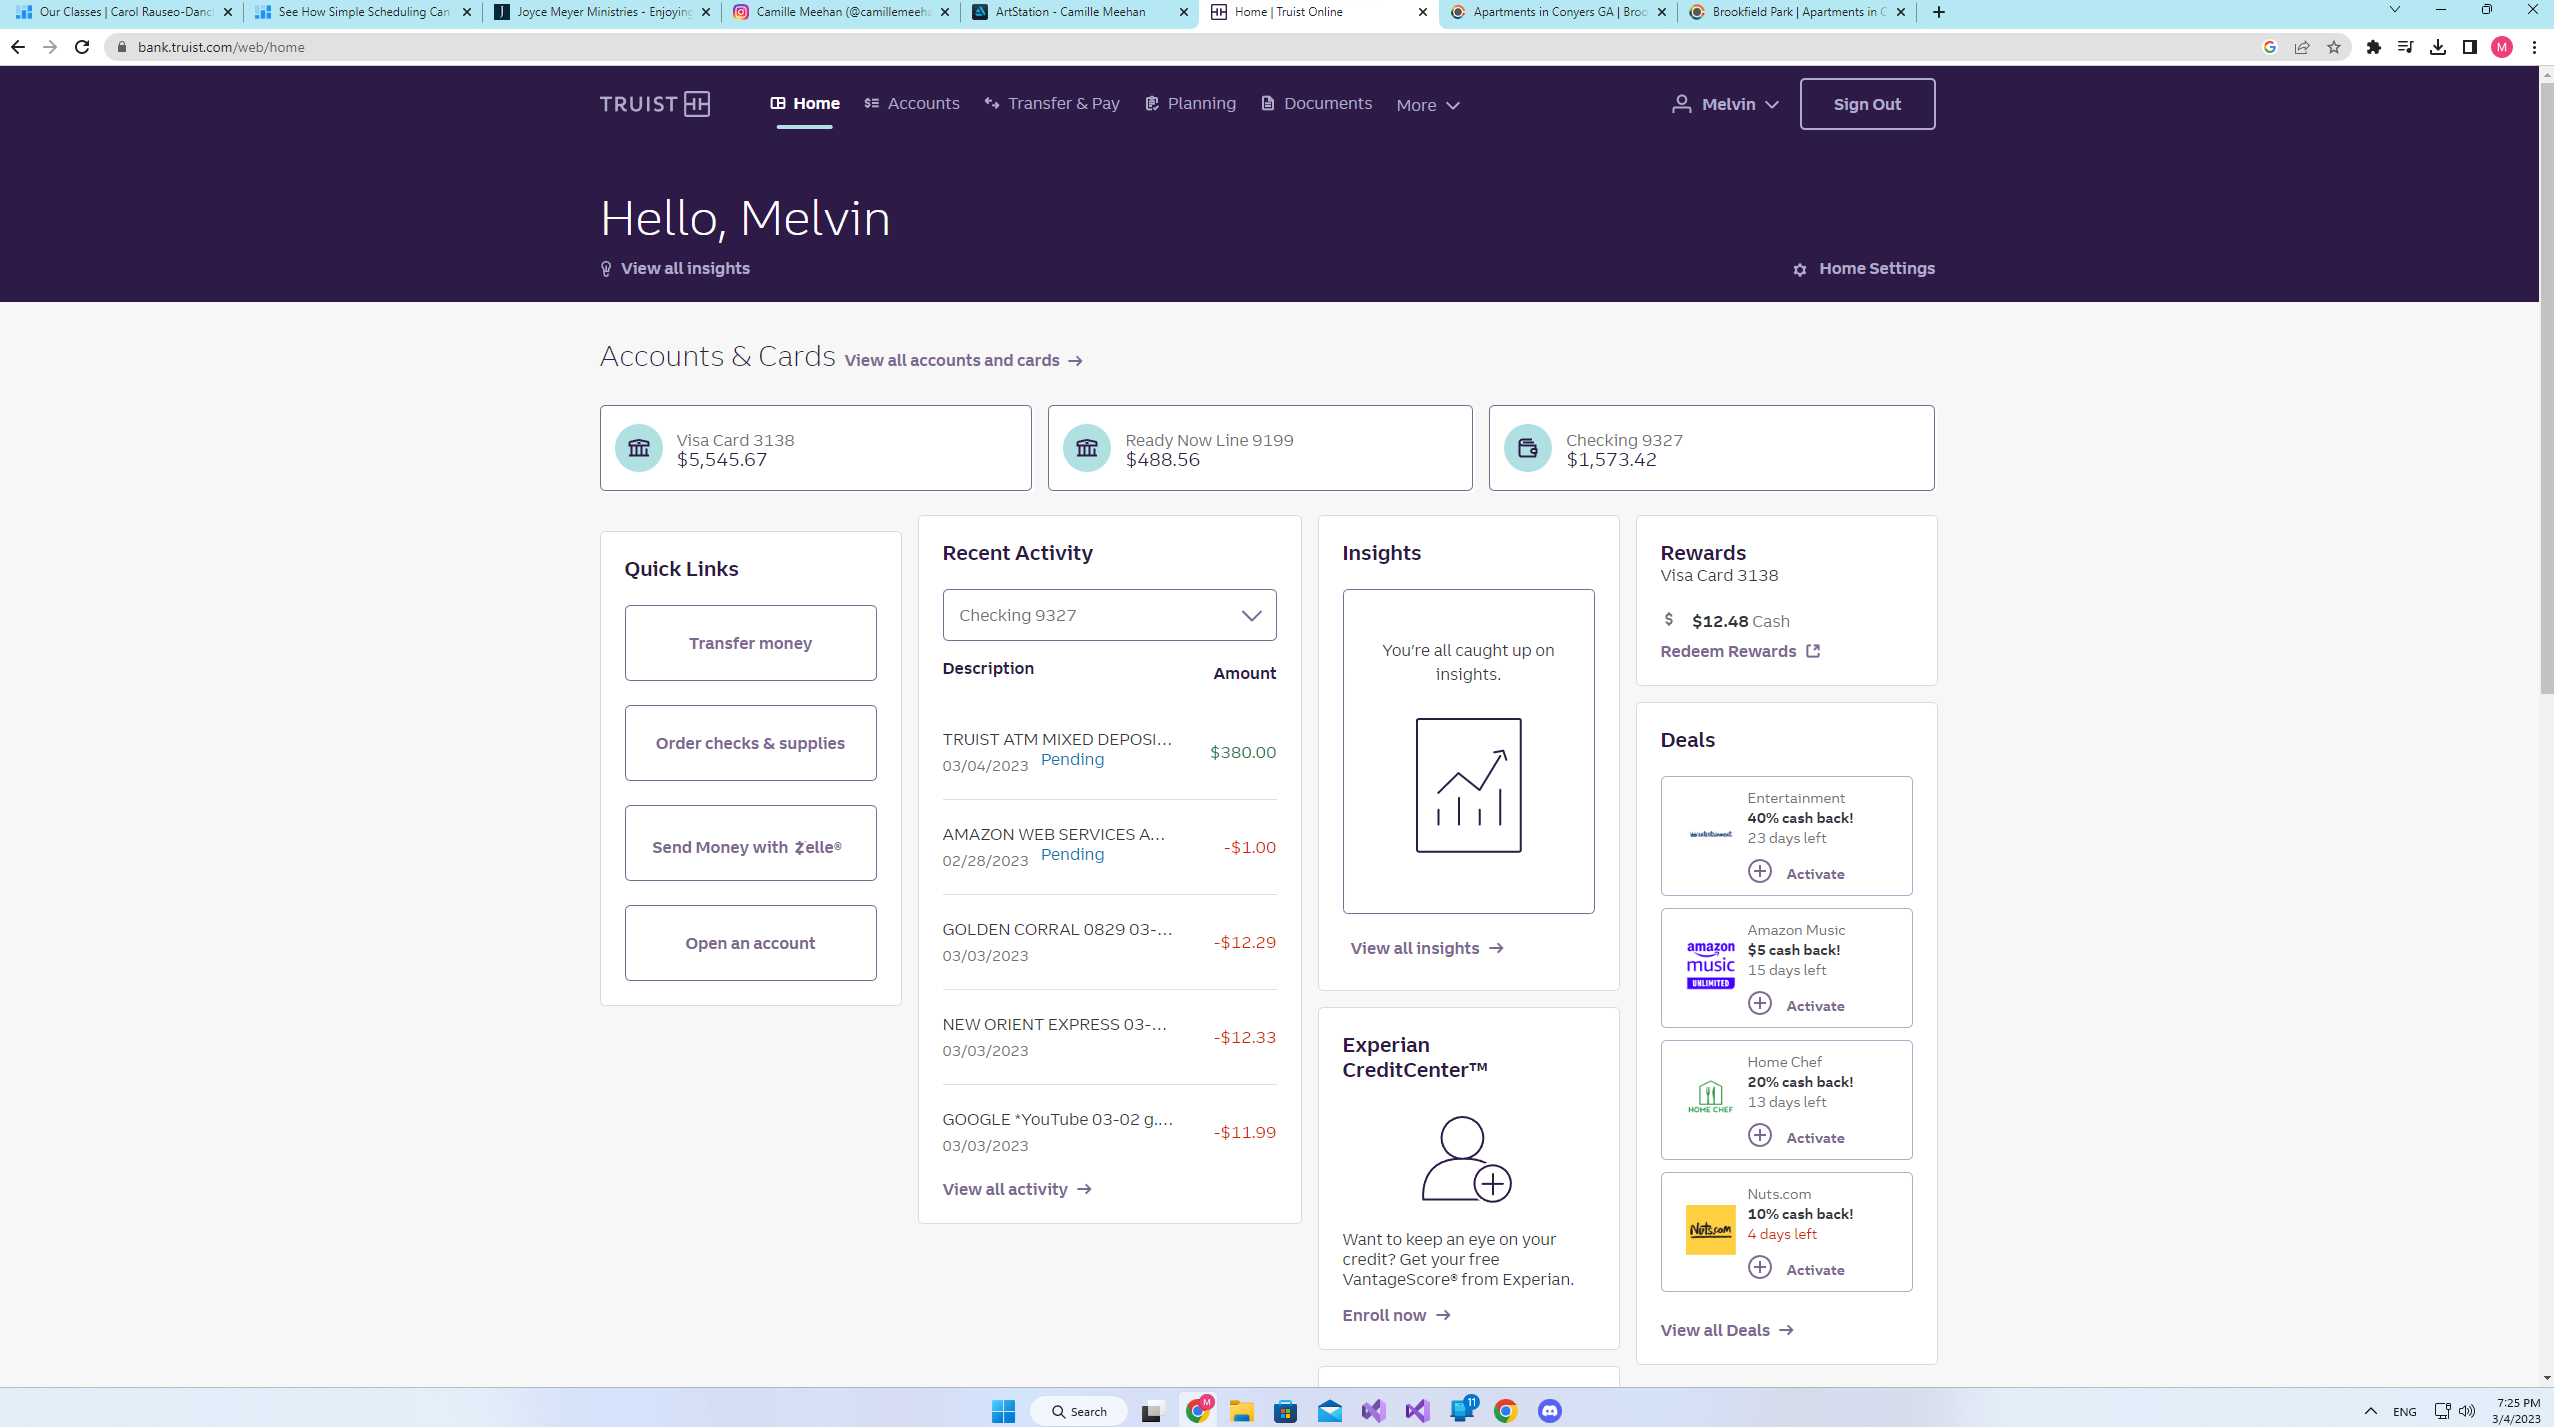 Our Classes | Carol Rauseo-Danc
See How Simple Scheduling Can
Joyce Meyer Ministries - Enjoying
Camille Meehan (@camillemeeha
ArtStation - Camille Meehan
Home | Truist Online
Apartments in Conyers GA | Broo
Brookfield Park | Apartments in C
bank.truist.com/web/home
M
TRUIST
Home
Accounts
Transfer & Pay
Planning
Documents
More
Melvin
Sign Out
Hello, Melvin
View all insights
Home Settings
Accounts & Cards View all accounts and cards
Visa Card 3138
$5,545.67
Ready Now Line 9199
$488.56
Checking 9327
$1,573.42
Quick Links
Transfer money
Order checks & supplies
Send Money with Zelle®
Open an account
Recent Activity
Checking 9327
Description Amount
TRUIST ATM MIXED DEPOSI... $380.00
03/04/2023 Pending
AMAZON WEB SERVICES A... -$1.00
02/28/2023 Pending
GOLDEN CORRAL 0829 03-... -$12.29
03/03/2023
NEW ORIENT EXPRESS 03-... -$12.33
03/03/2023
GOOGLE *YouTube 03-02 g.... -$11.99
03/03/2023
View all activity
Insights
You're all caught up on
insights.
View all insights
Experian
CreditCenter™
Want to keep an eye on your
credit? Get your free
VantageScore® from Experian.
Enroll now
Rewards
Visa Card 3138
$ $12.48 Cash
Redeem Rewards
Deals
entertainment
Entertainment
40% cash back!
23 days left
Activate
amazon
music
UNLIMITED
Amazon Music
$5 cash back!
15 days left
Activate
HOME CHEF
Home Chef
20% cash back!
13 days left
Activate
Nuts.com
Nuts.com
10% cash back!
4 days left
Activate
View all Deals
Search
M
11
ENG
7:25 PM
3/4/2023